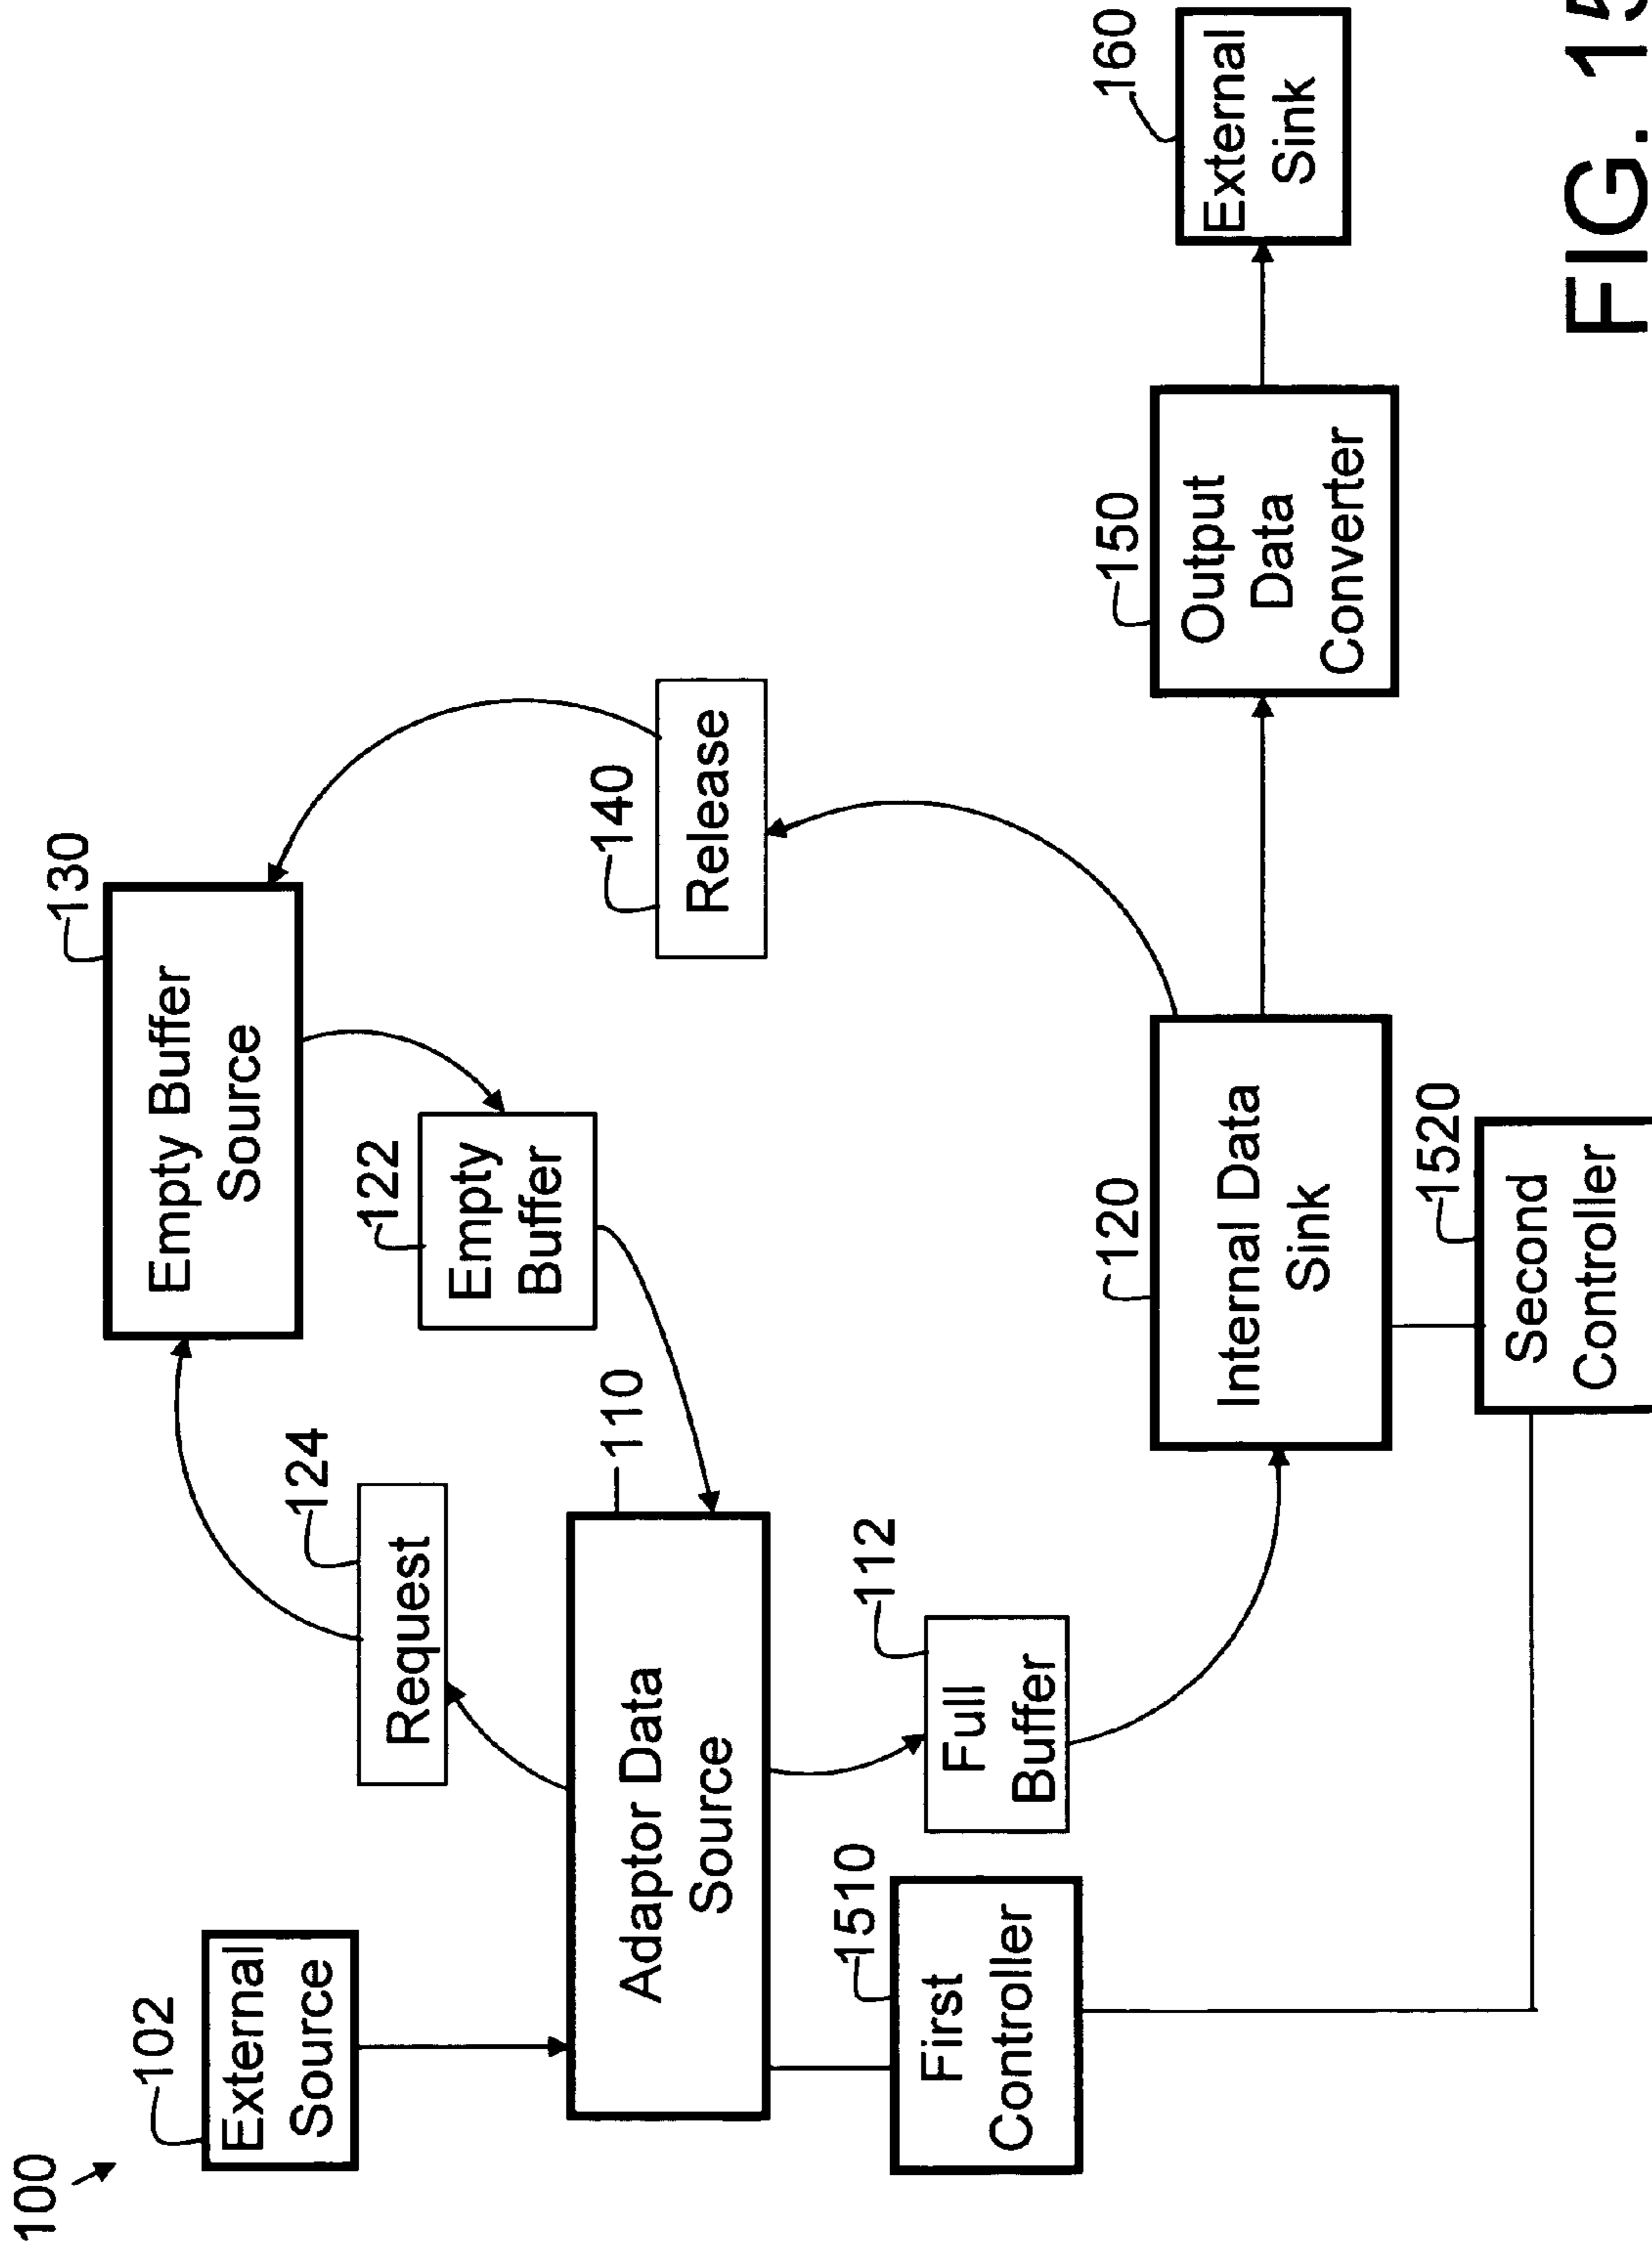 100
102
External
Source
124
Request
130
Empty Buffer
Source
122
Empty
Buffer
110
Adaptor Data
Source
140
Release
1510
First
Controller
112
Full
Buffer
120
Internal Data
Sink
1520
Second
Controller
150
Output
Data
Converter
160
External
Sink
FIG. 15